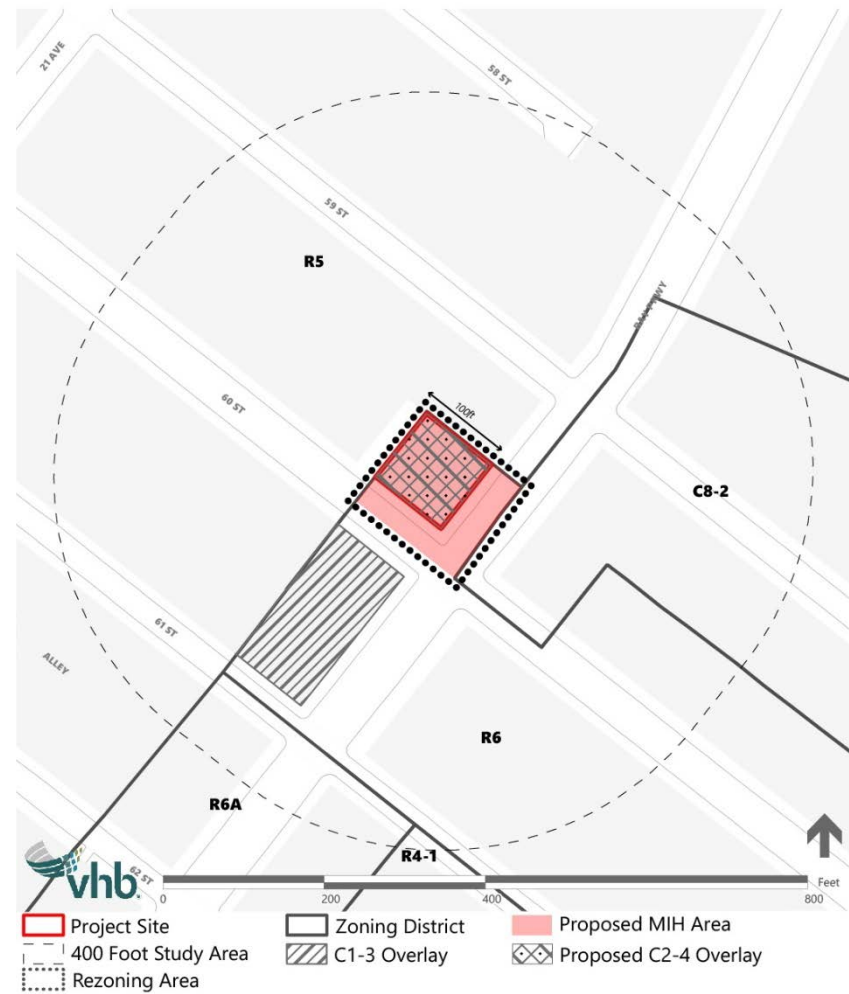 21 AVE
58 ST
59 ST
R5
BAY PKWY
60 ST
100ft
C8-2
61 ST
ALLEY
R6
R6A
R4-1
62 ST
vhb.
0 200 400 800 Feet
Project Site
Zoning District
Proposed MIH Area
400 Foot Study Area
C1-3 Overlay
Proposed C2-4 Overlay
Rezoning Area